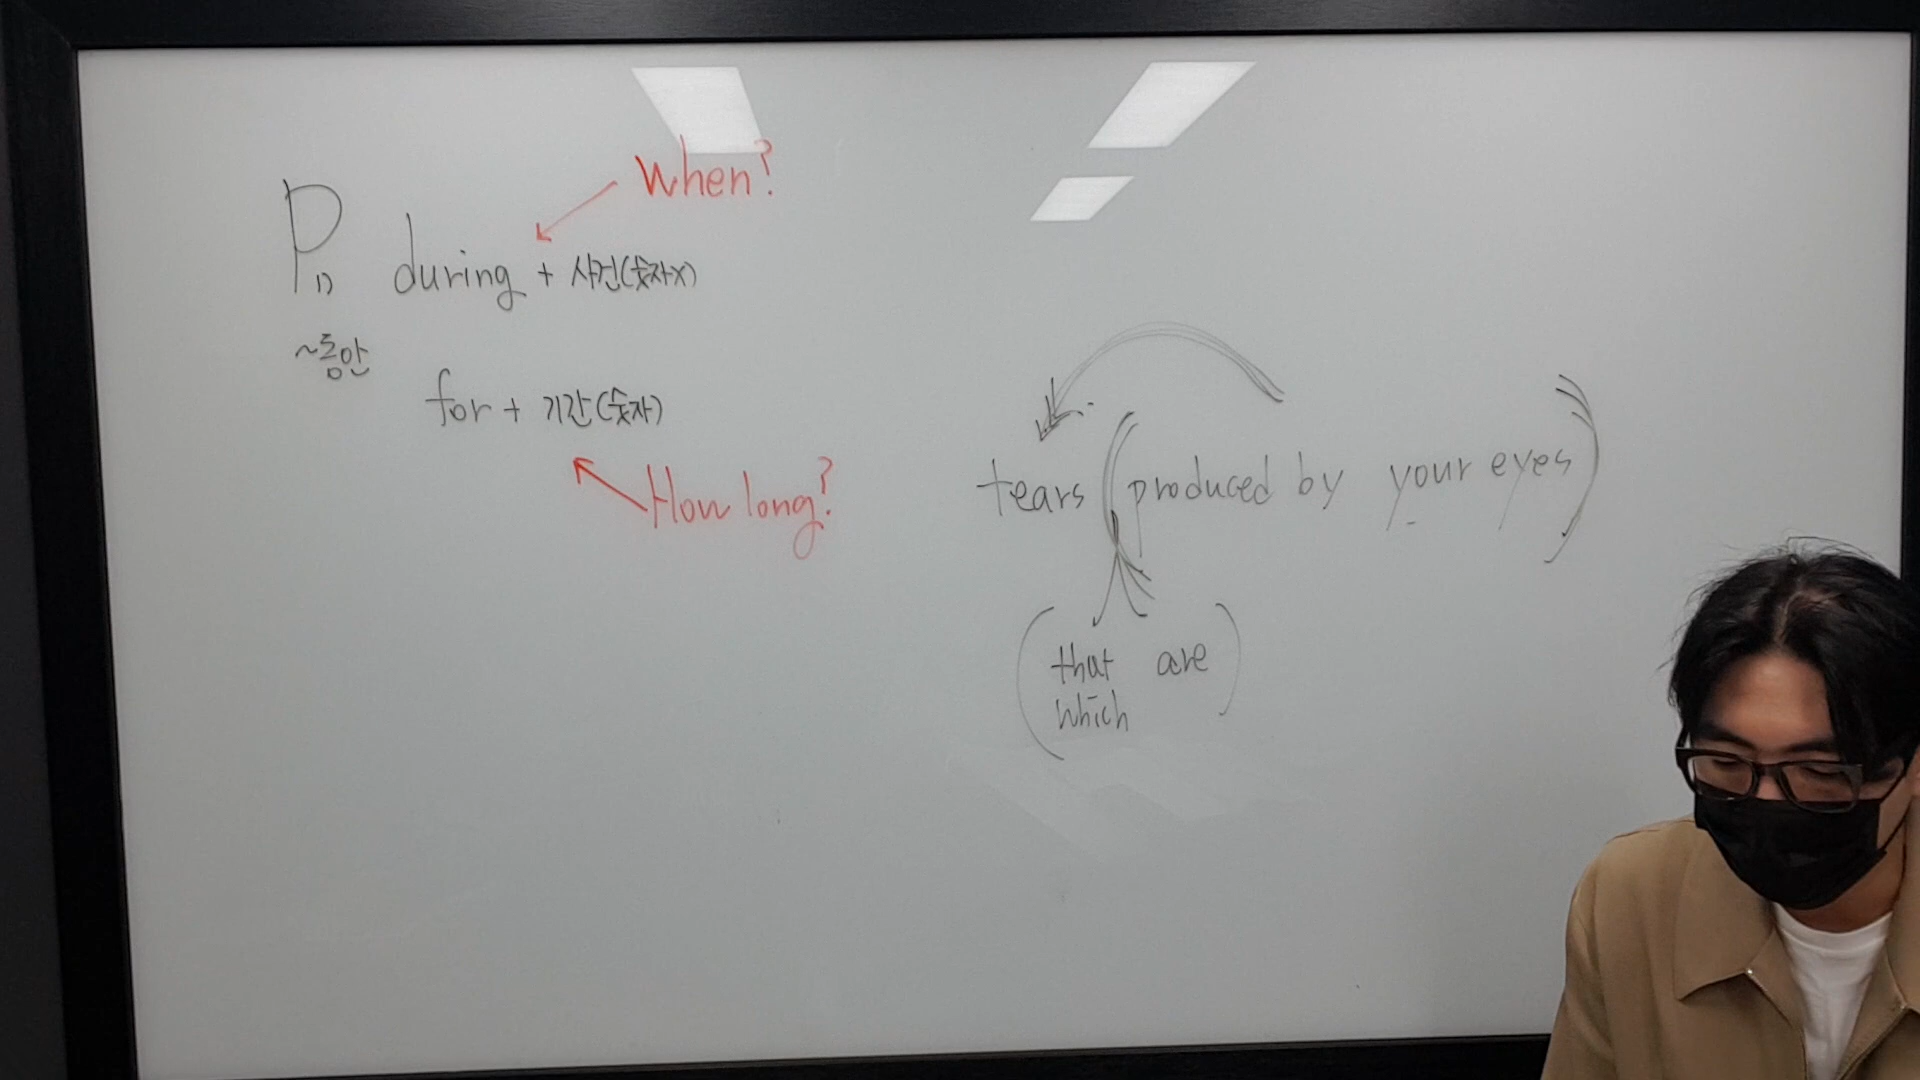 When?
P 1) during + 사건(숫자x)
~동안
for + 기간(숫자)
How long?
tears (produced by your eyes)
(that are
which)